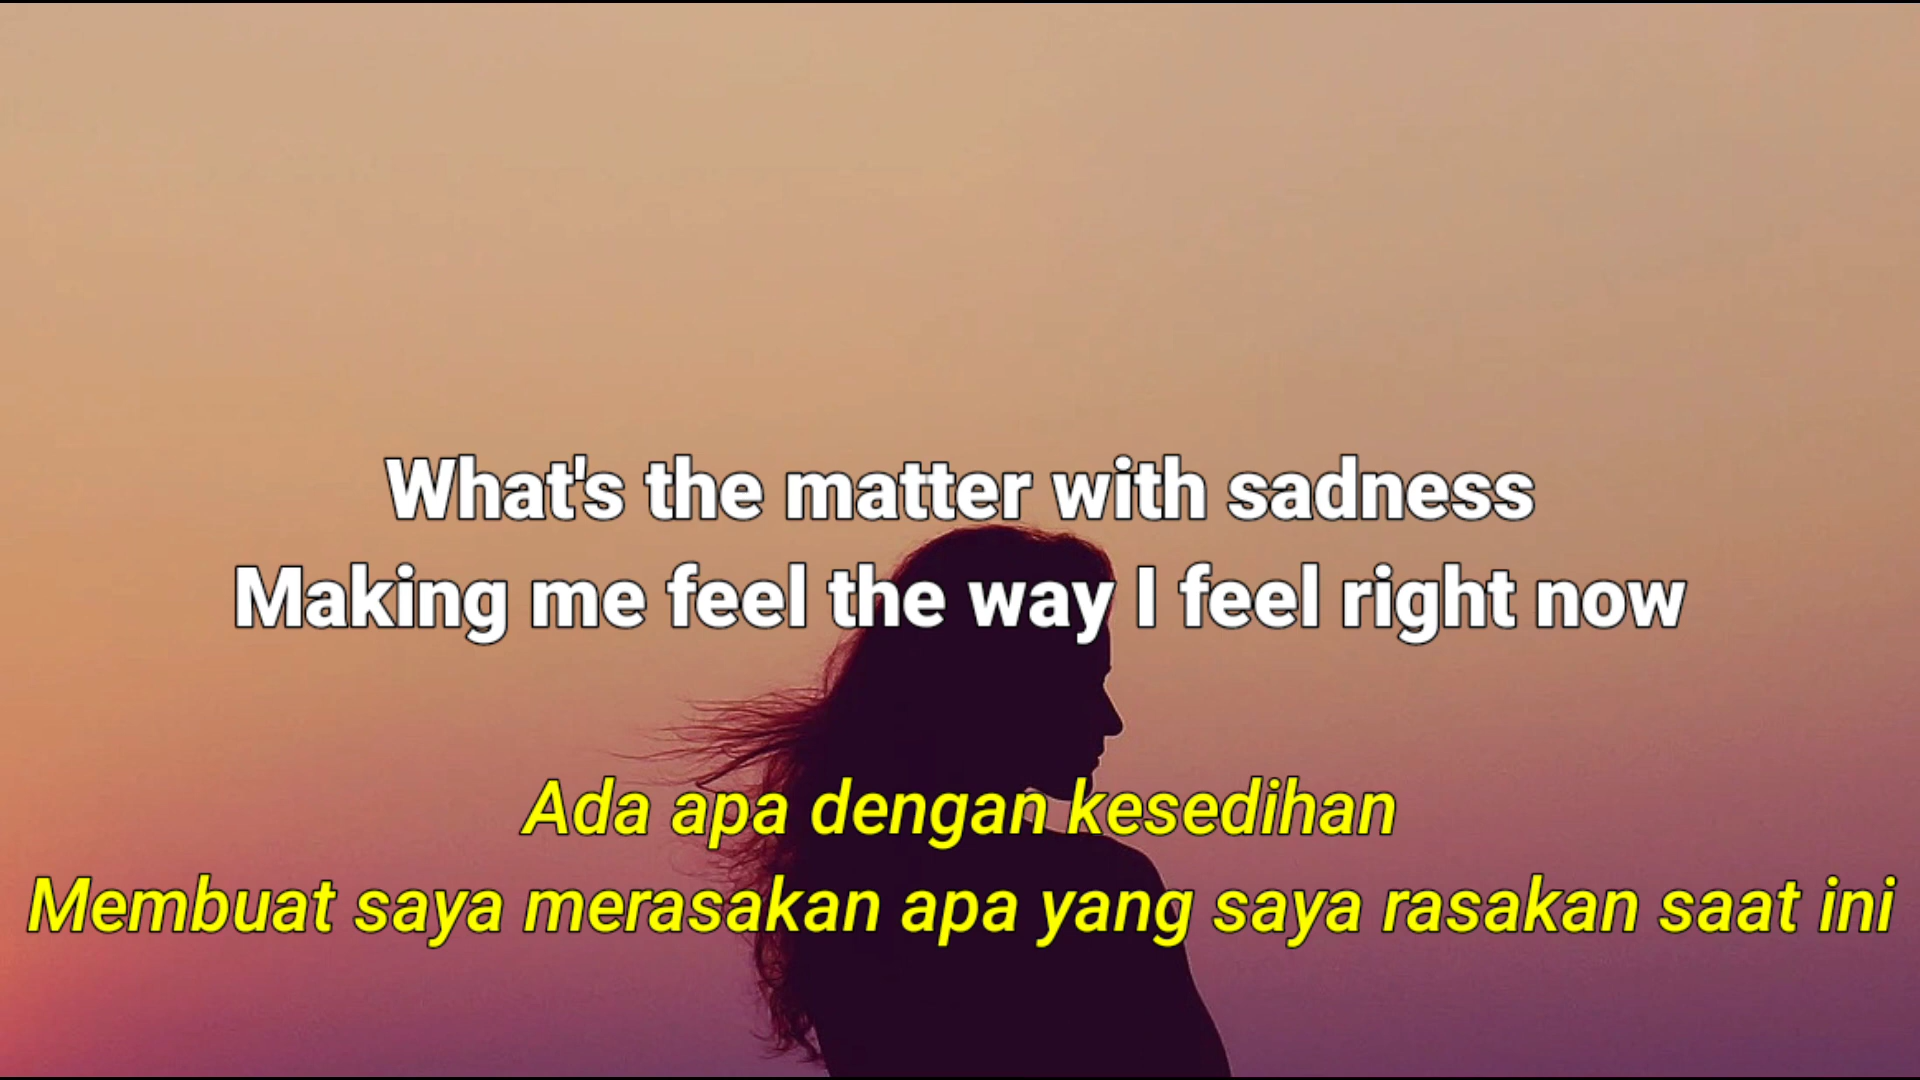 What's the matter with sadness
Making me feel the way I feel right now
Ada apa dengan kesedihan
Membuat saya merasakan apa yang saya rasakan saat ini